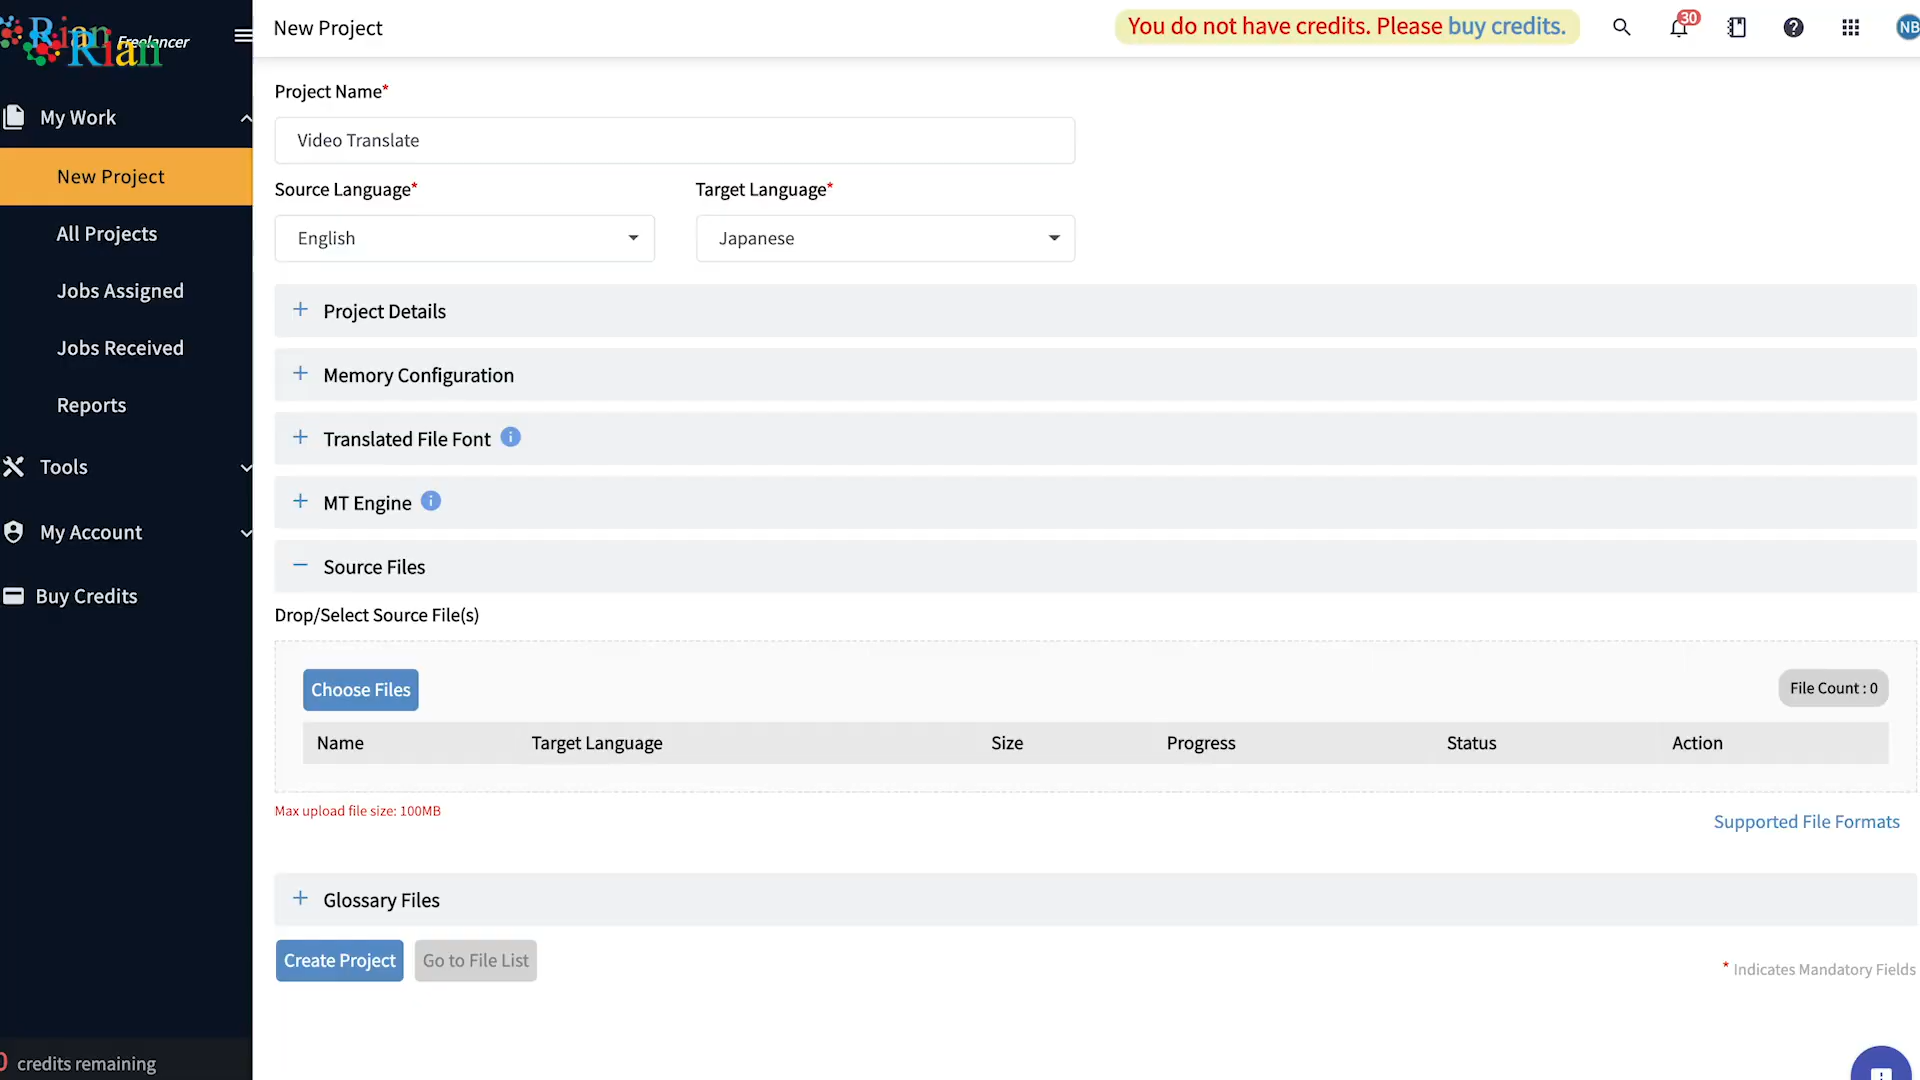 Rian
Rian
Freelancer
New Project
You do not have credits. Please buy credits.
30
NB
My Work
New Project
All Projects
Jobs Assigned
Jobs Received
Reports
Tools
My Account
Buy Credits
0 credits remaining
Project Name*
Video Translate
Source Language*
Target Language*
English
Japanese
Project Details
Memory Configuration
Translated File Font
MT Engine
Source Files
Drop/Select Source File(s)
Choose Files
File Count : 0
Name Target Language Size Progress Status Action
Max upload file size: 100MB
Supported File Formats
Glossary Files
Create Project
Go to File List
* Indicates Mandatory Fields